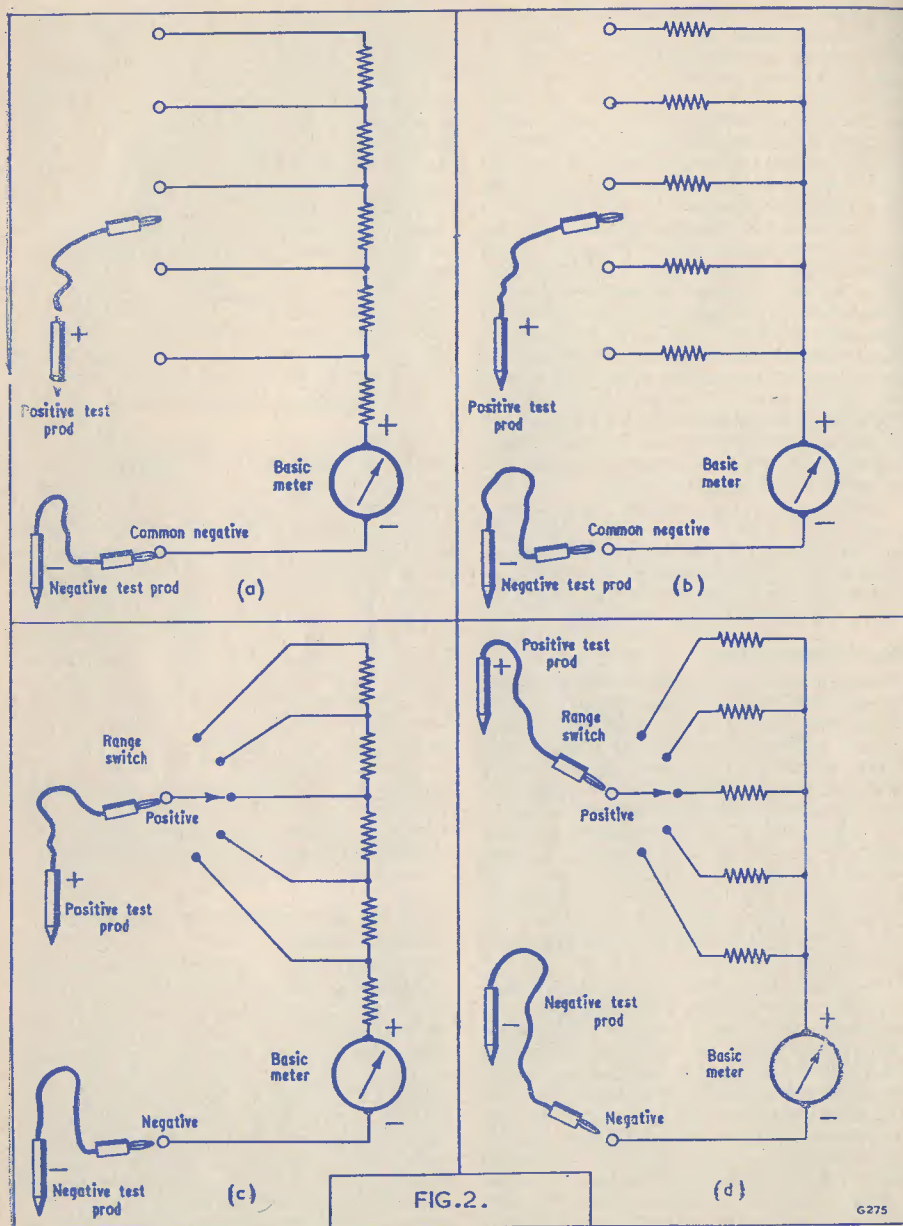 +
Positive test
prod
Basic
meter
+
−
Common negative
−
Negative test prod
(a)
+
Positive test
prod
Basic
meter
+
−
Common negative
−
Negative test prod
(b)
Range
switch
Positive
+
Positive test
prod
Basic
meter
+
−
Negative
−
Negative test
prod
(c)
Positive test
prod
+
Range
switch
Positive
Negative test
prod
−
Basic
meter
+
−
Negative
(d)
FIG.2.
G275